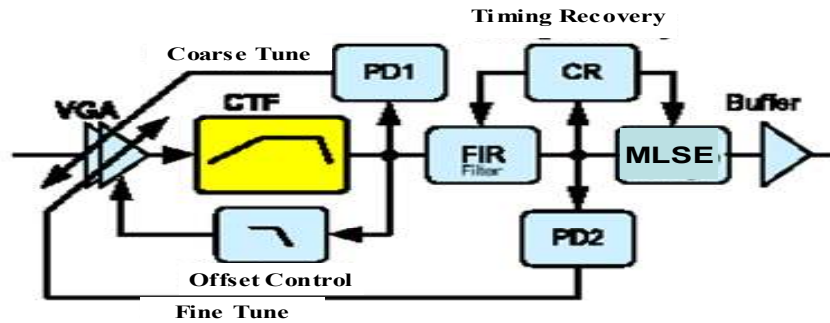 Timing Recovery
Coarse Tune
PD1
CR
VGA
CTF
Buffer
FIR
Filter
MLSE
PD2
Offset Control
Fine Tune